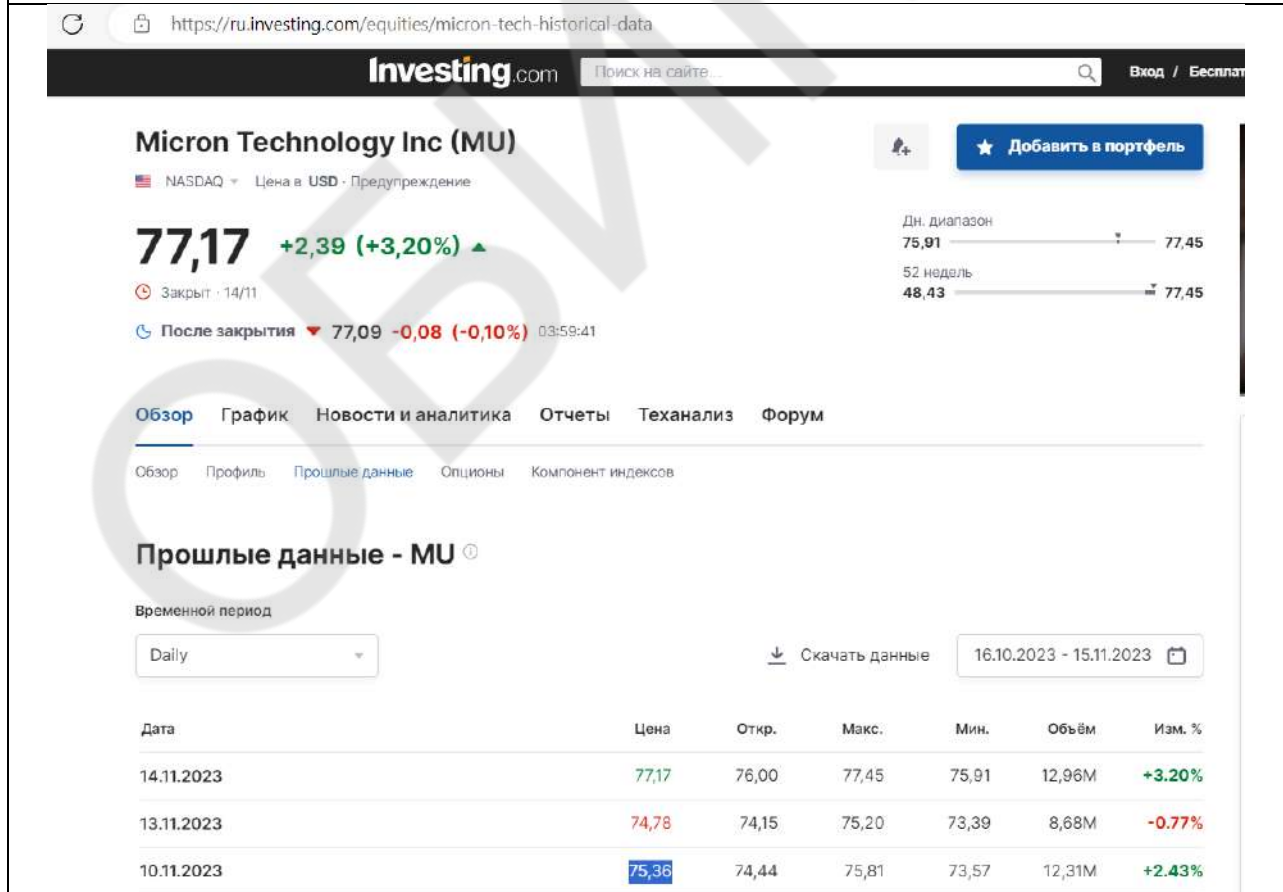 https://ru.investing.com/equities/micron-tech-historical-data
Investing.com Поиск на сайте... Вход / Бесплат
Micron Technology Inc (MU)
Добавить в портфель
NASDAQ Цена в USD · Предупреждение
77,17 +2,39 (+3,20%)
Дн. диапазон
75,91 77,45
52 недель
48,43 77,45
Закрыт · 14/11
После закрытия 77,09 -0,08 (-0,10%) 03:59:41
Обзор График Новости и аналитика Отчеты Теханализ Форум
Обзор Профиль Прошлые данные Опционы Компонент индексов
Прошлые данные - MU
Временной период
Daily Скачать данные 16.10.2023 - 15.11.2023
Дата Цена Откр. Макс. Мин. Объём Изм. %
14.11.2023 77,17 76,00 77,45 75,91 12,96M +3.20%
13.11.2023 74,78 74,15 75,20 73,39 8,68M -0.77%
10.11.2023 75,36 74,44 75,81 73,57 12,31M +2.43%